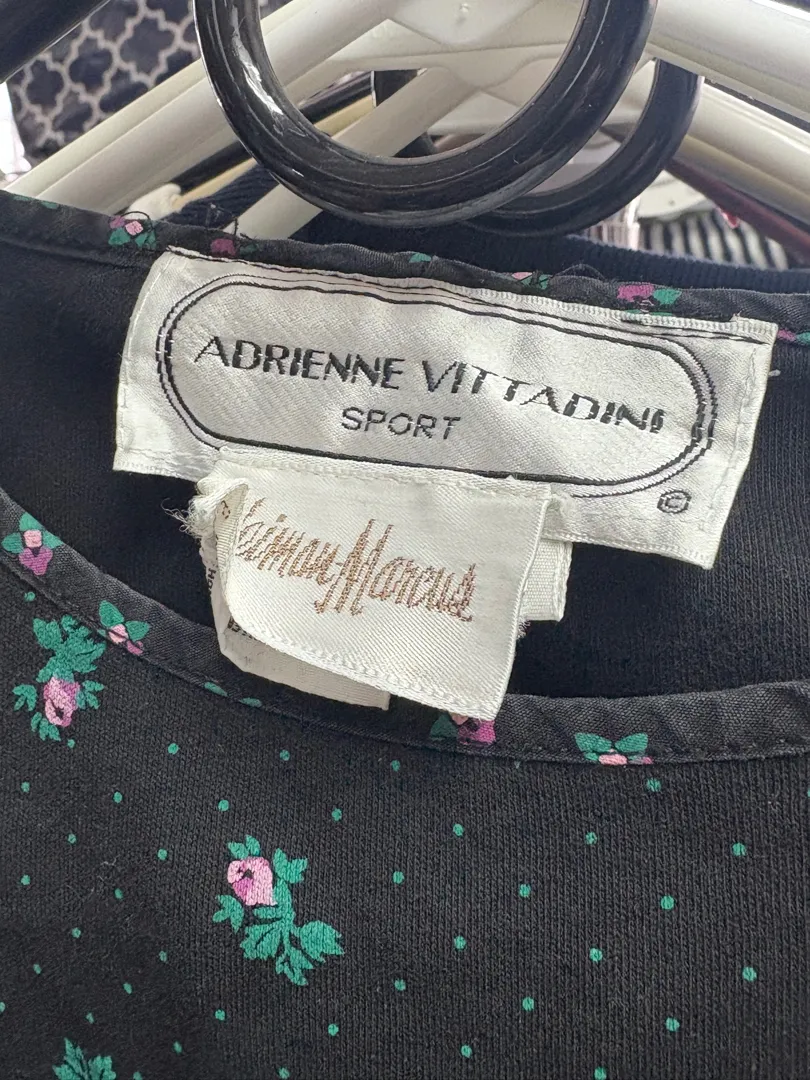 ADRIENNE VITTADINI
SPORT
©
Neiman-Marcus